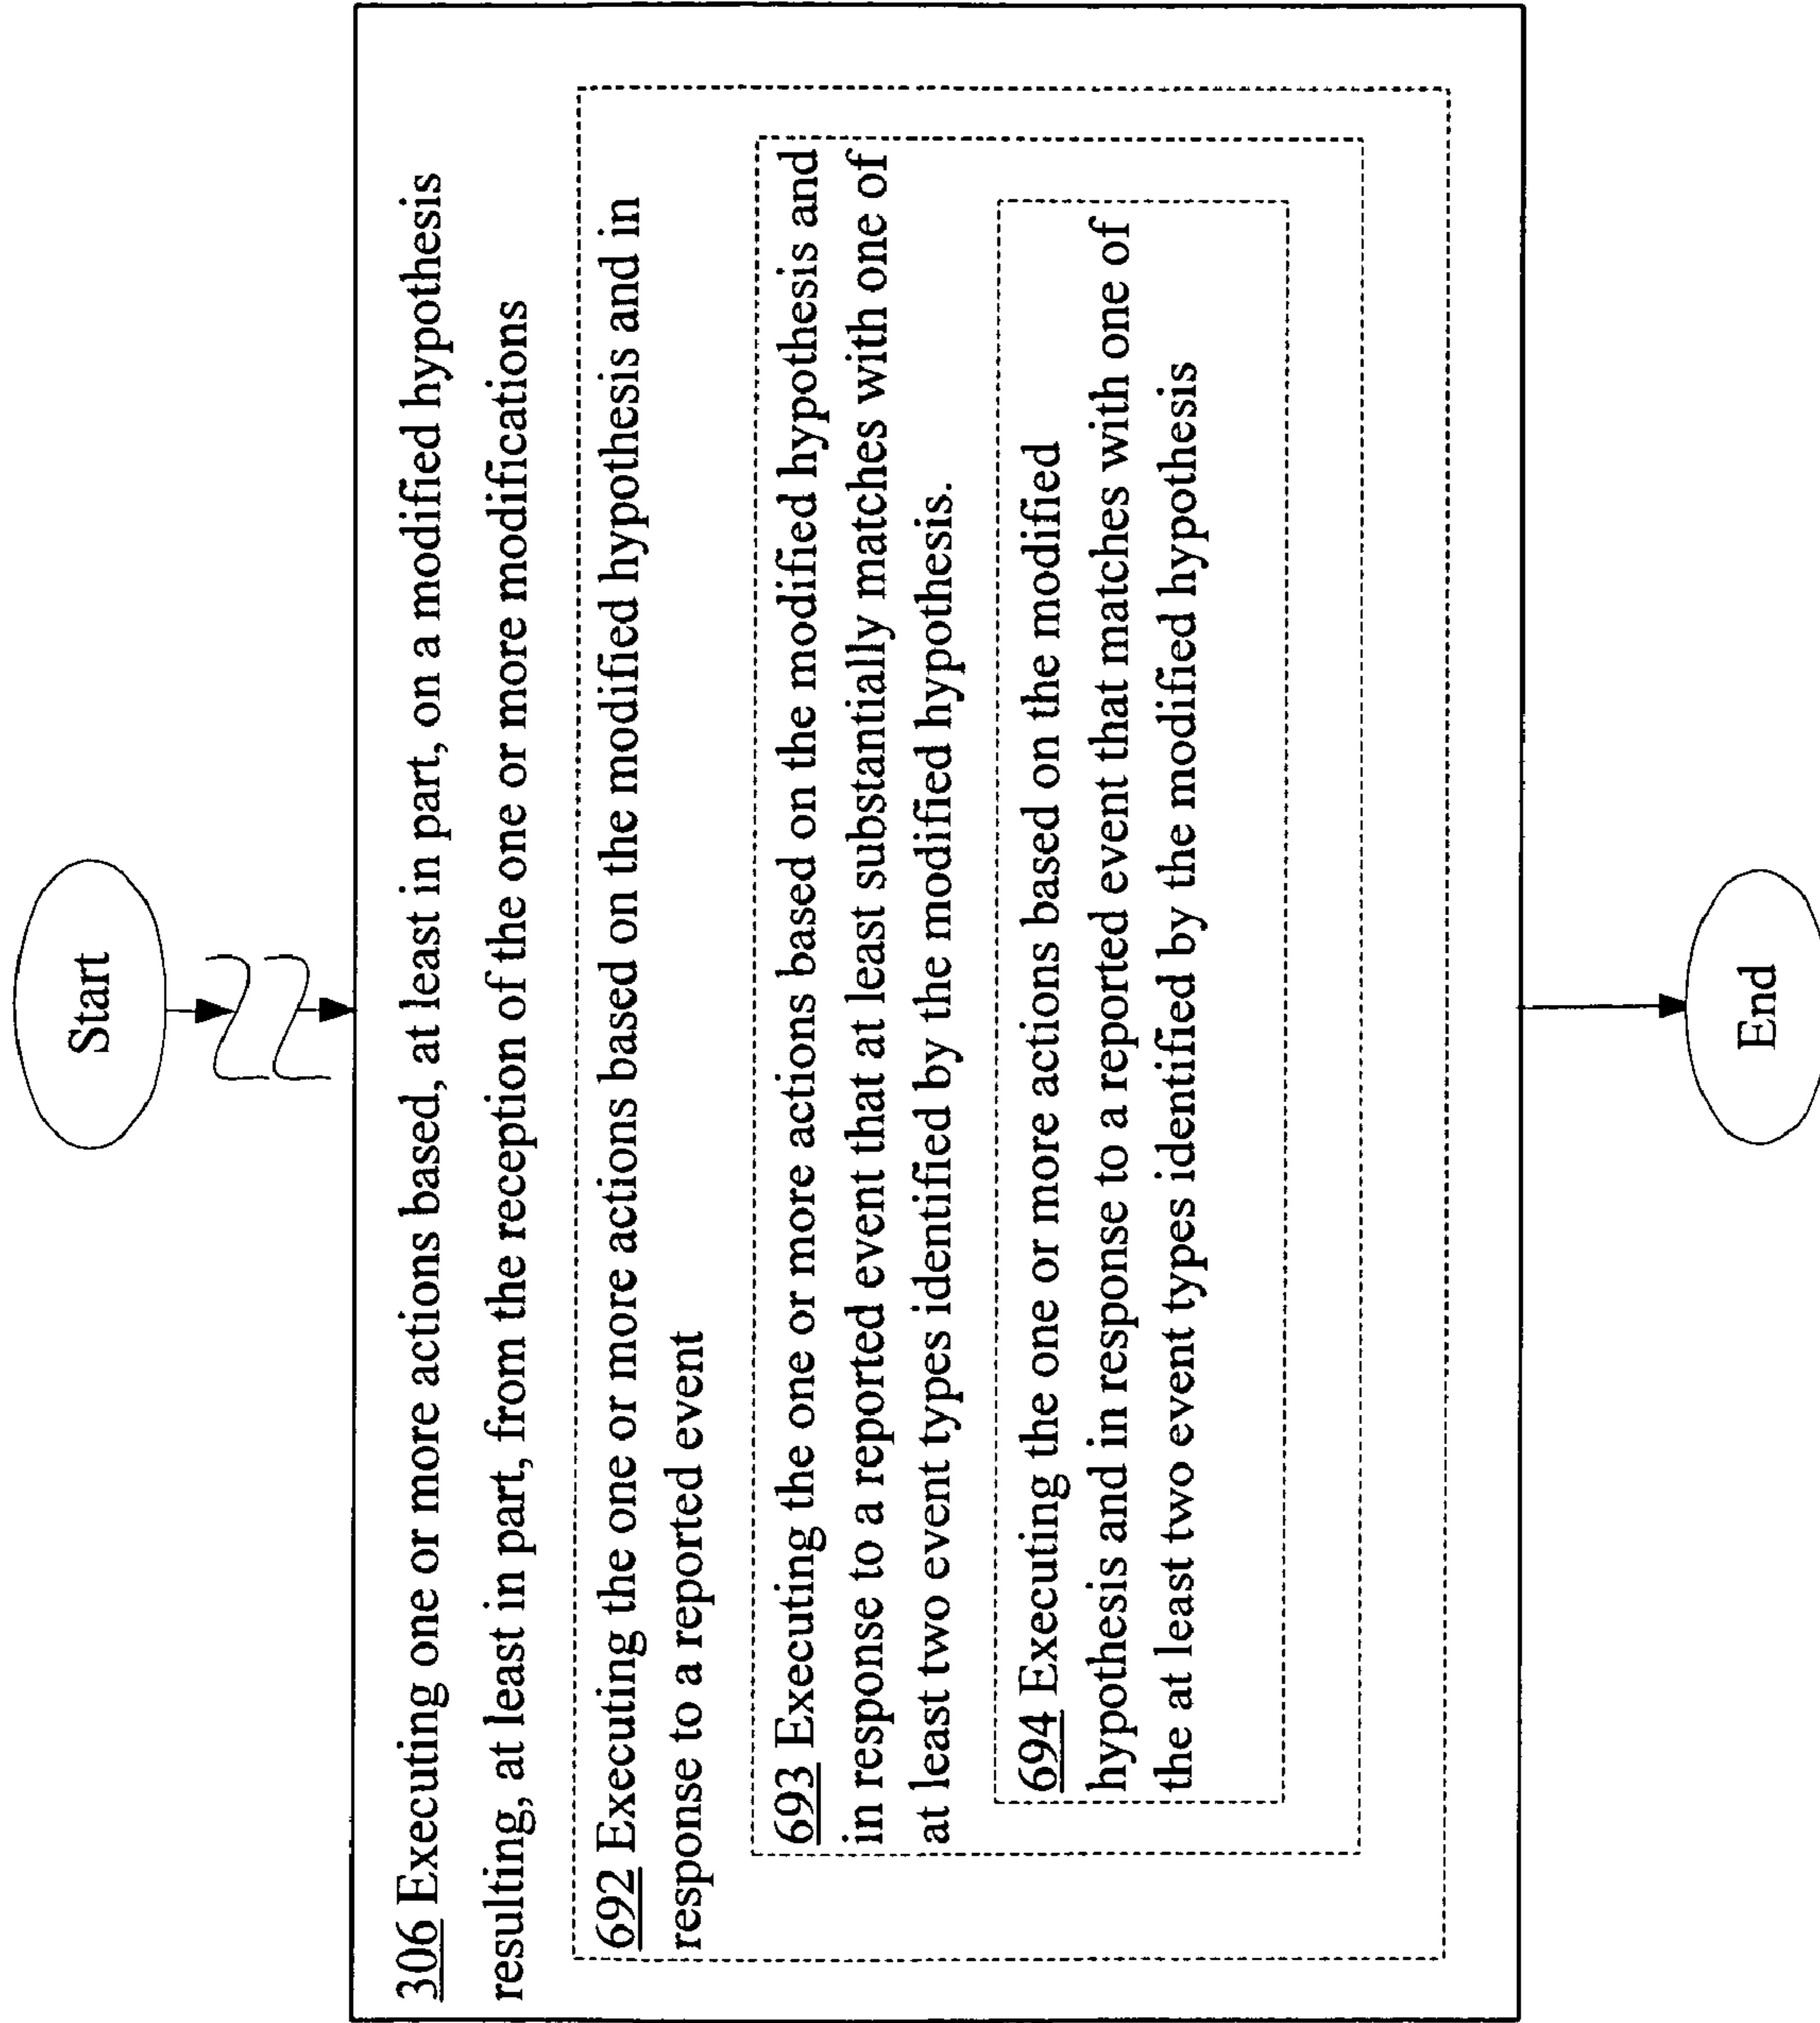 Start
306 Executing one or more actions based, at least in part, on a modified hypothesis
resulting, at least in part, from the reception of the one or more modifications
692 Executing the one or more actions based on the modified hypothesis and in
response to a reported event
693 Executing the one or more actions based on the modified hypothesis and
in response to a reported event that at least substantially matches with one of
at least two event types identified by the modified hypothesis.
694 Executing the one or more actions based on the modified
hypothesis and in response to a reported event that matches with one of
the at least two event types identified by the modified hypothesis
End